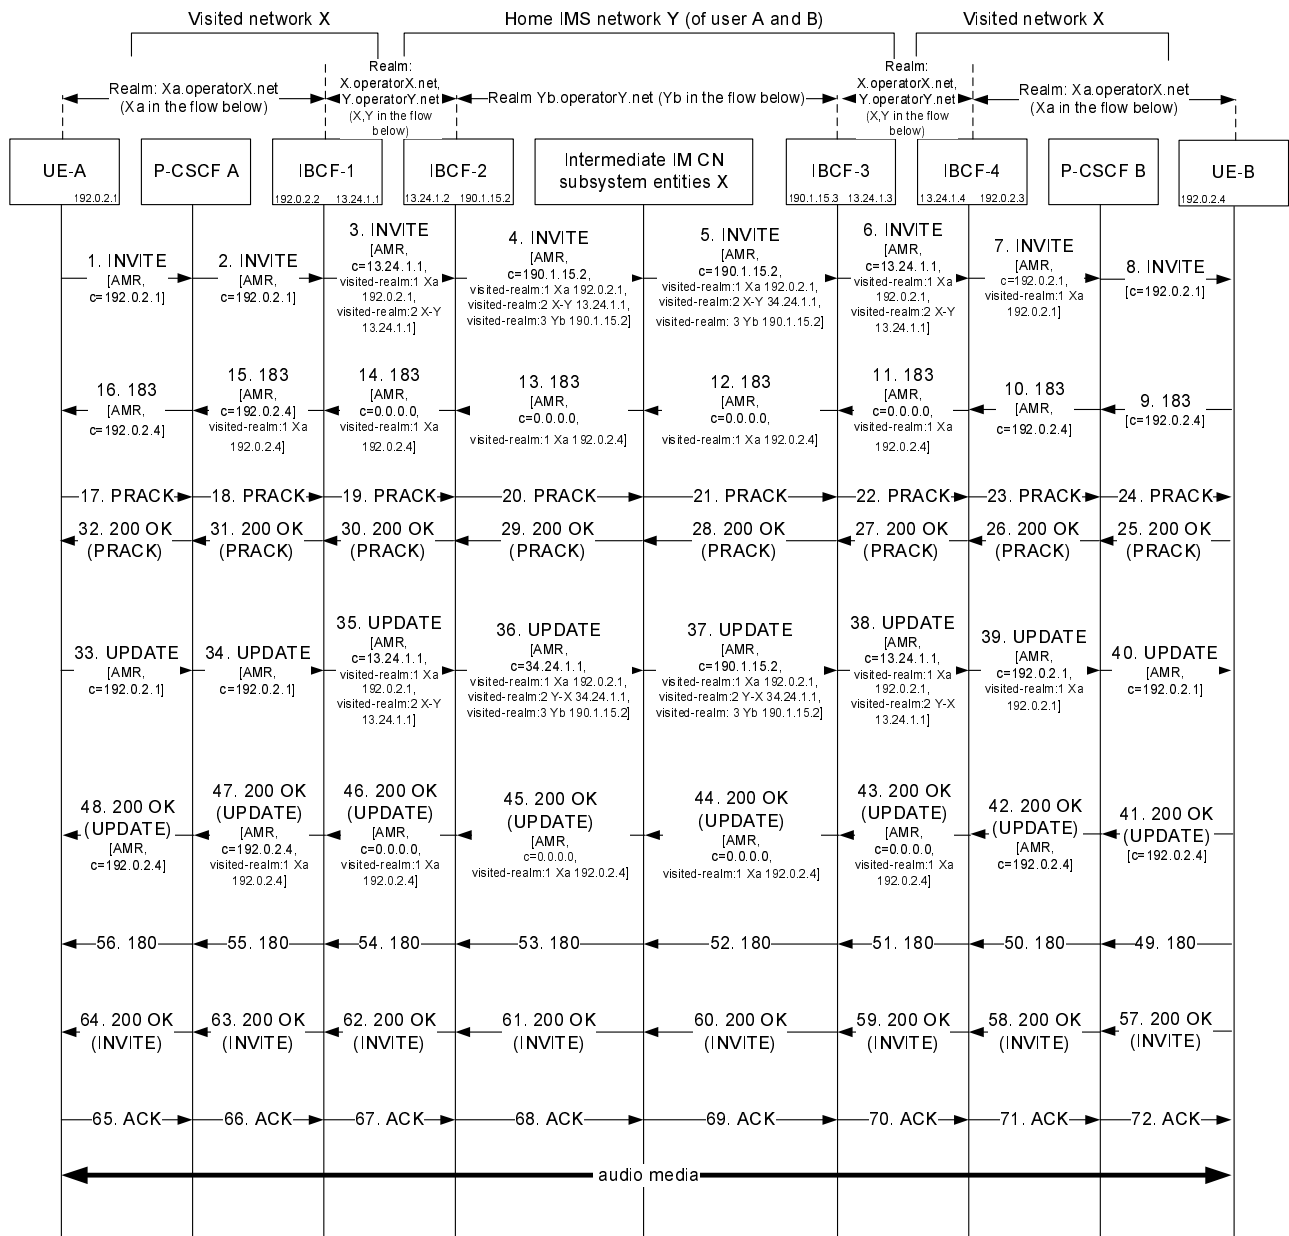 Visited network X
Home IMS network Y (of user A and B)
Visited network X
Realm: Xa.operatorX.net
(Xa in the flow below)
Realm:
X.operatorX.net,
Y.operatorY.net
(X,Y in the flow
below)
Realm Yb.operatorY.net (Yb in the flow below)
Realm:
X.operatorX.net,
Y.operatorY.net
(X,Y in the flow
below)
Realm: Xa.operatorX.net
(Xa in the flow below)
UE-A
192.0.2.1
P-CSCF A
IBCF-1
192.0.2.2 13.24.1.1
IBCF-2
13.24.1.2 190.1.15.2
Intermediate IM CN
subsystem entities X
IBCF-3
190.1.15.3 13.24.1.3
IBCF-4
13.24.1.4 192.0.2.3
P-CSCF B
UE-B
192.0.2.4
1. INVITE
[AMR,
c=192.0.2.1]
2. INVITE
[AMR,
c=192.0.2.1]
3. INVITE
[AMR,
c=13.24.1.1,
visited-realm:1 Xa
192.0.2.1,
visited-realm:2 X-Y
13.24.1.1]
4. INVITE
[AMR,
c=190.1.15.2,
visited-realm:1 Xa 192.0.2.1,
visited-realm:2 X-Y 13.24.1.1,
visited-realm:3 Yb 190.1.15.2]
5. INVITE
[AMR,
c=190.1.15.2,
visited-realm:1 Xa 192.0.2.1,
visited-realm:2 X-Y 34.24.1.1,
visited-realm: 3 Yb 190.1.15.2]
6. INVITE
[AMR,
c=13.24.1.1,
visited-realm:1 Xa
192.0.2.1,
visited-realm:2 X-Y
13.24.1.1]
7. INVITE
[AMR,
c=192.0.2.1,
visited-realm:1 Xa
192.0.2.1]
8. INVITE
[c=192.0.2.1]
16. 183
[AMR,
c=192.0.2.4]
15. 183
[AMR,
c=192.0.2.4]
visited-realm:1 Xa
192.0.2.4]
14. 183
[AMR,
c=0.0.0.0,
visited-realm:1 Xa
192.0.2.4]
13. 183
[AMR,
c=0.0.0.0,
visited-realm:1 Xa 192.0.2.4]
12. 183
[AMR,
c=0.0.0.0,
visited-realm:1 Xa 192.0.2.4]
11. 183
[AMR,
c=0.0.0.0,
visited-realm:1 Xa
192.0.2.4]
10. 183
[AMR,
c=192.0.2.4]
9. 183
[c=192.0.2.4]
17. PRACK
18. PRACK
19. PRACK
20. PRACK
21. PRACK
22. PRACK
23. PRACK
24. PRACK
32. 200 OK
(PRACK)
31. 200 OK
(PRACK)
30. 200 OK
(PRACK)
29. 200 OK
(PRACK)
28. 200 OK
(PRACK)
27. 200 OK
(PRACK)
26. 200 OK
(PRACK)
25. 200 OK
(PRACK)
33. UPDATE
[AMR,
c=192.0.2.1]
34. UPDATE
[AMR,
c=192.0.2.1]
35. UPDATE
[AMR,
c=13.24.1.1,
visited-realm:1 Xa
192.0.2.1,
visited-realm:2 X-Y
13.24.1.1]
36. UPDATE
[AMR,
c=34.24.1.1,
visited-realm:1 Xa 192.0.2.1,
visited-realm:2 Y-X 34.24.1.1,
visited-realm:3 Yb 190.1.15.2]
37. UPDATE
[AMR,
c=190.1.15.2,
visited-realm:1 Xa 192.0.2.1,
visited-realm:2 Y-X 34.24.1.1,
visited-realm: 3 Yb 190.1.15.2]
38. UPDATE
[AMR,
c=13.24.1.1,
visited-realm:1 Xa
192.0.2.1,
visited-realm:2 Y-X
13.24.1.1]
39. UPDATE
[AMR,
c=192.0.2.1,
visited-realm:1 Xa
192.0.2.1]
40. UPDATE
[AMR,
c=192.0.2.1]
48. 200 OK
(UPDATE)
[AMR,
c=192.0.2.4]
47. 200 OK
(UPDATE)
[AMR,
c=192.0.2.4,
visited-realm:1 Xa
192.0.2.4]
46. 200 OK
(UPDATE)
[AMR,
c=0.0.0.0,
visited-realm:1 Xa
192.0.2.4]
45. 200 OK
(UPDATE)
[AMR,
c=0.0.0.0,
visited-realm:1 Xa 192.0.2.4]
44. 200 OK
(UPDATE)
[AMR,
c=0.0.0.0,
visited-realm:1 Xa 192.0.2.4]
43. 200 OK
(UPDATE)
[AMR,
c=0.0.0.0,
visited-realm:1 Xa
192.0.2.4]
42. 200 OK
(UPDATE)
[AMR,
c=192.0.2.4]
41. 200 OK
(UPDATE)
[c=192.0.2.4]
56. 180
55. 180
54. 180
53. 180
52. 180
51. 180
50. 180
49. 180
64. 200 OK
(INVITE)
63. 200 OK
(INVITE)
62. 200 OK
(INVITE)
61. 200 OK
(INVITE)
60. 200 OK
(INVITE)
59. 200 OK
(INVITE)
58. 200 OK
(INVITE)
57. 200 OK
(INVITE)
65. ACK
66. ACK
67. ACK
68. ACK
69. ACK
70. ACK
71. ACK
72. ACK
audio media